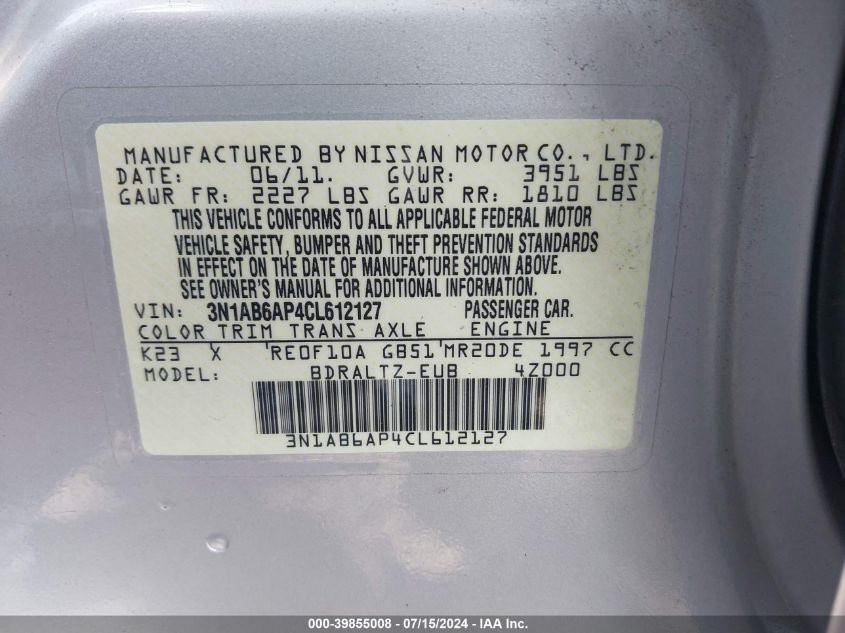 MANUFACTURED BY NISSAN MOTOR CO., LTD.
DATE: 06/11. GVWR: 3951 LBS
GAWR FR: 2227 LBS GAWR RR: 1810 LBS
THIS VEHICLE CONFORMS TO ALL APPLICABLE FEDERAL MOTOR
VEHICLE SAFETY, BUMPER AND THEFT PREVENTION STANDARDS
IN EFFECT ON THE DATE OF MANUFACTURE SHOWN ABOVE.
SEE OWNER'S MANUAL FOR ADDITIONAL INFORMATION.
VIN: 3N1AB6AP4CL612127 PASSENGER CAR.
COLOR TRIM TRANS AXLE ENGINE
K23 X RE0F10A GB51 MR20DE 1997 CC
MODEL: BDRALTZ-EUB 4Z000
3N1AB6AP4CL612127
000-39855008 - 07/15/2024 - IAA Inc.